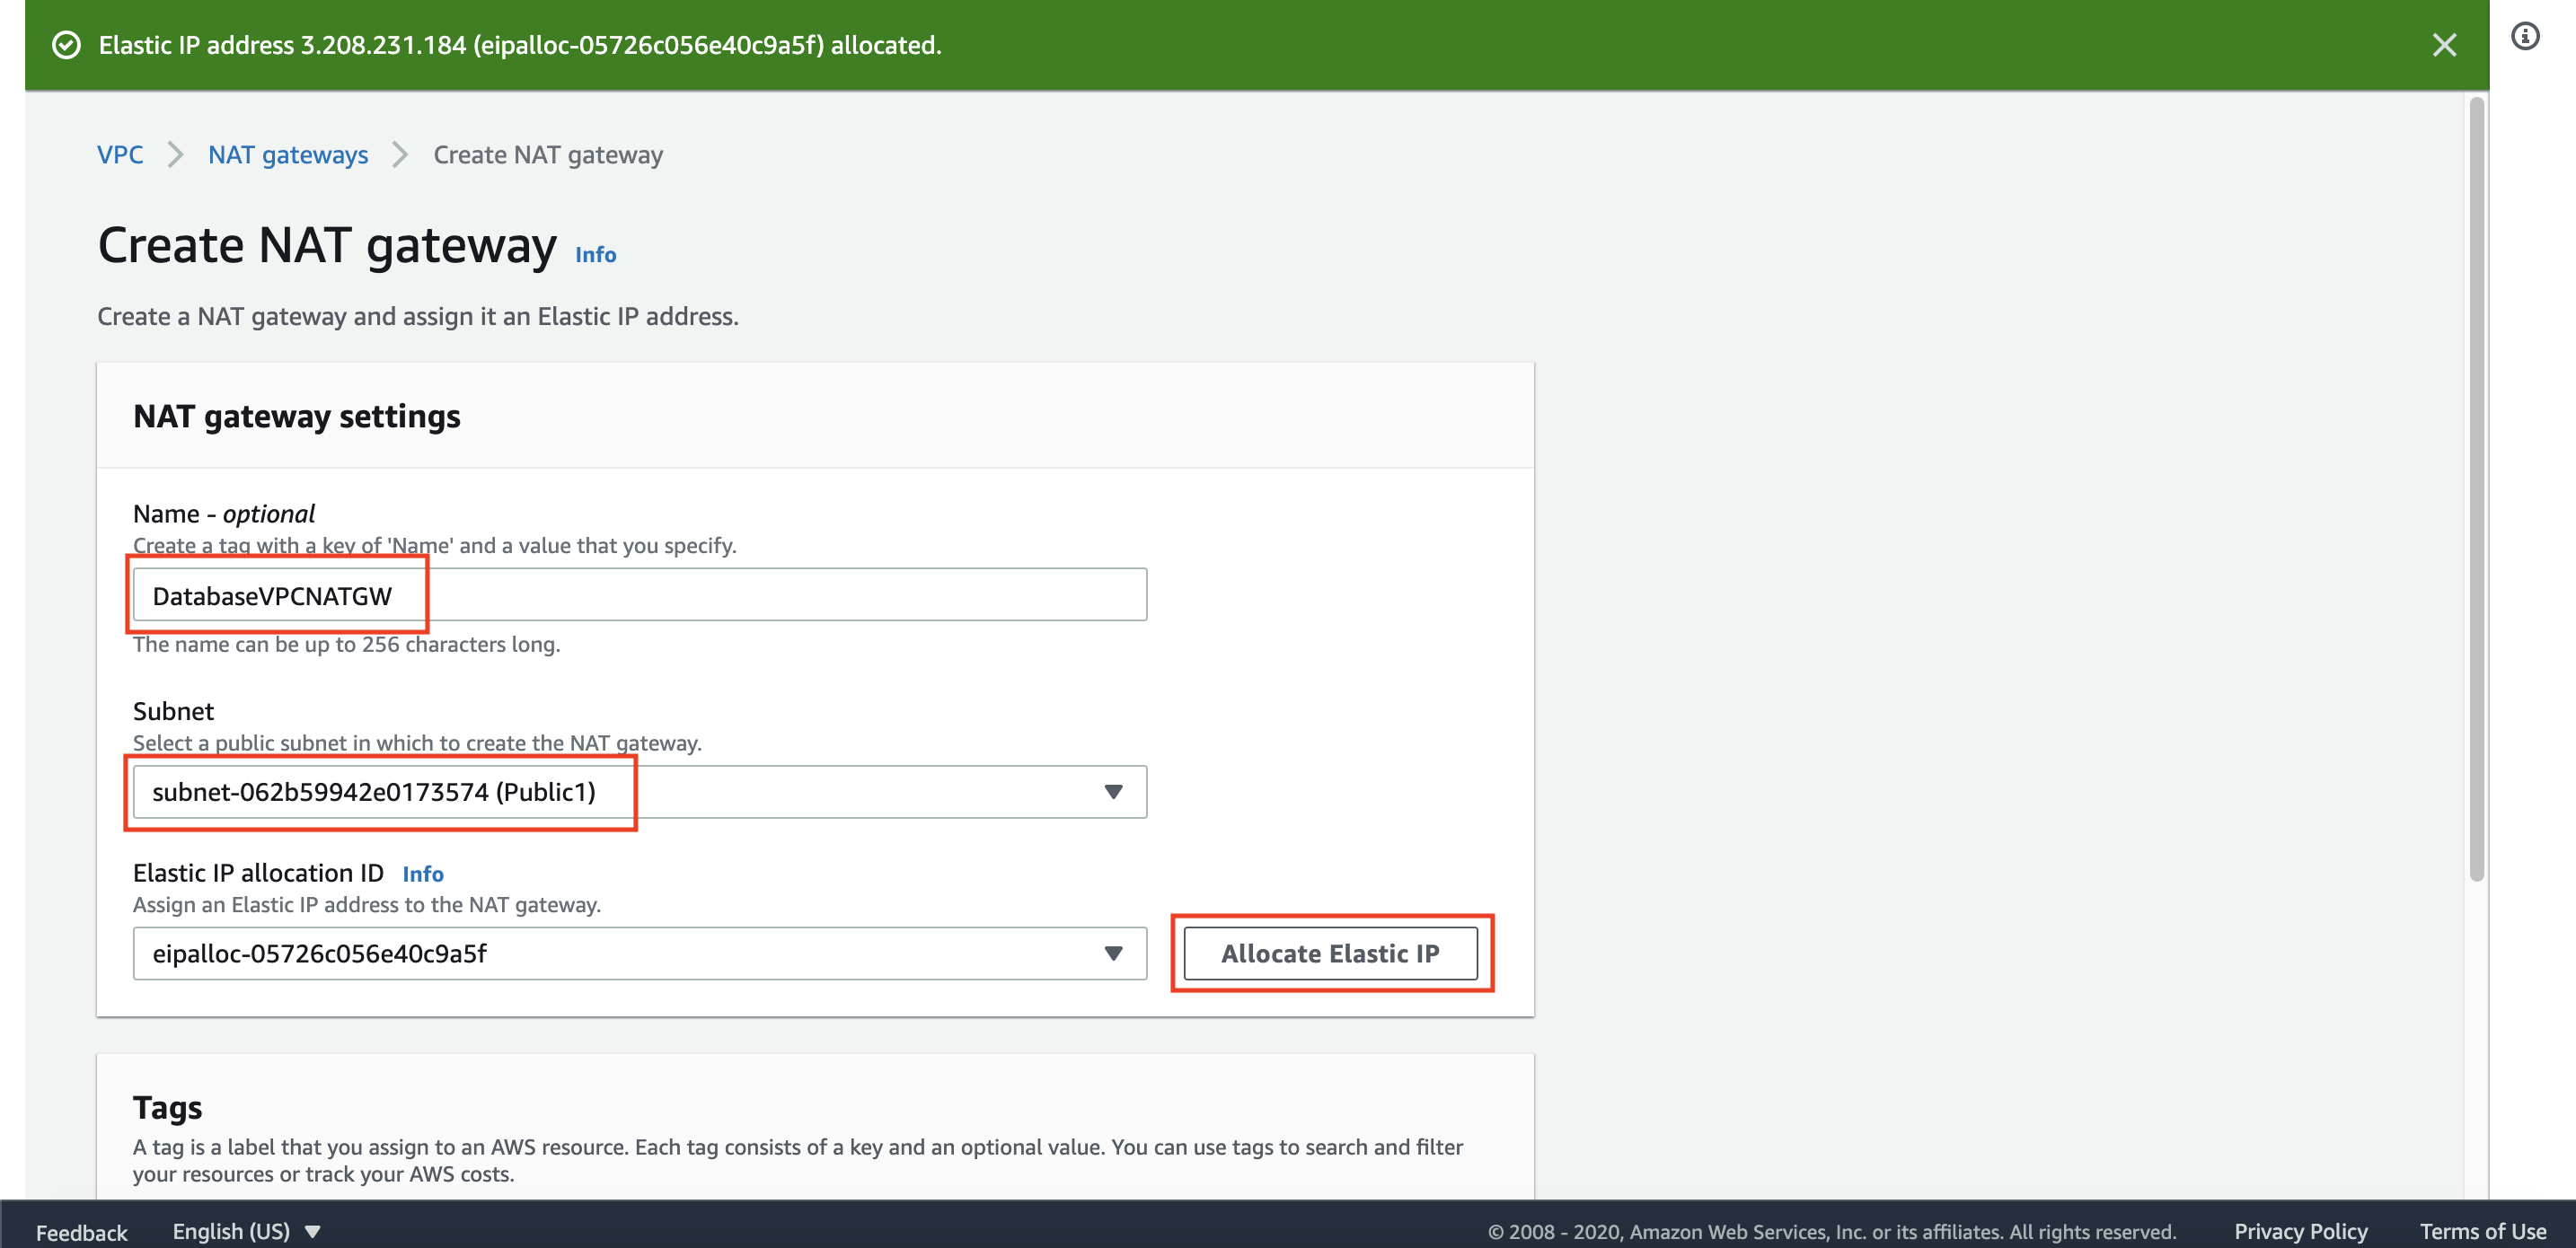 Elastic IP address 3.208.231.184 (eipalloc-05726c056e40c9a5f) allocated.
VPC > NAT gateways > Create NAT gateway
Create NAT gateway Info
Create a NAT gateway and assign it an Elastic IP address.
NAT gateway settings
Name - optional
Create a tag with a key of 'Name' and a value that you specify.
DatabaseVPCNATGW
The name can be up to 256 characters long.
Subnet
Select a public subnet in which to create the NAT gateway.
subnet-062b59942e0173574 (Public1)
Elastic IP allocation ID Info
Assign an Elastic IP address to the NAT gateway.
eipalloc-05726c056e40c9a5f
Allocate Elastic IP
Tags
A tag is a label that you assign to an AWS resource. Each tag consists of a key and an optional value. You can use tags to search and filter
your resources or track your AWS costs.
Feedback English (US) © 2008 - 2020, Amazon Web Services, Inc. or its affiliates. All rights reserved. Privacy Policy Terms of Use